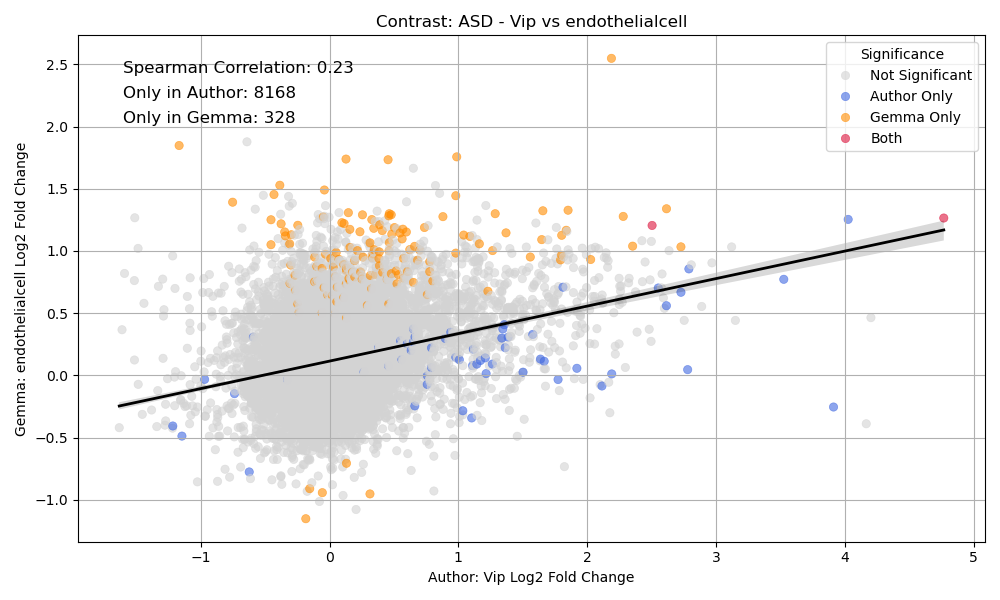 Contrast: ASD - Vip vs endothelialcell
Spearman Correlation: 0.23
Only in Author: 8168
Only in Gemma: 328
Significance
Not Significant
Author Only
Gemma Only
Both
Gemma: endothelialcell Log2 Fold Change
2.5
2.0
1.5
1.0
0.5
0.0
−0.5
−1.0
−1 0 1 2 3 4 5
Author: Vip Log2 Fold Change